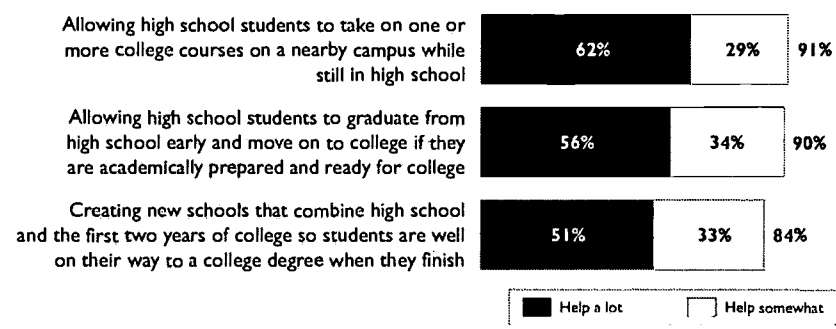 Allowing high school students to take on one or
more college courses on a nearby campus while
still in high school
62% 29% 91%
Allowing high school students to graduate from
high school early and move on to college if they
are academically prepared and ready for college
56% 34% 90%
Creating new schools that combine high school
and the first two years of college so students are well
on their way to a college degree when they finish
51% 33% 84%
Help a lot Help somewhat